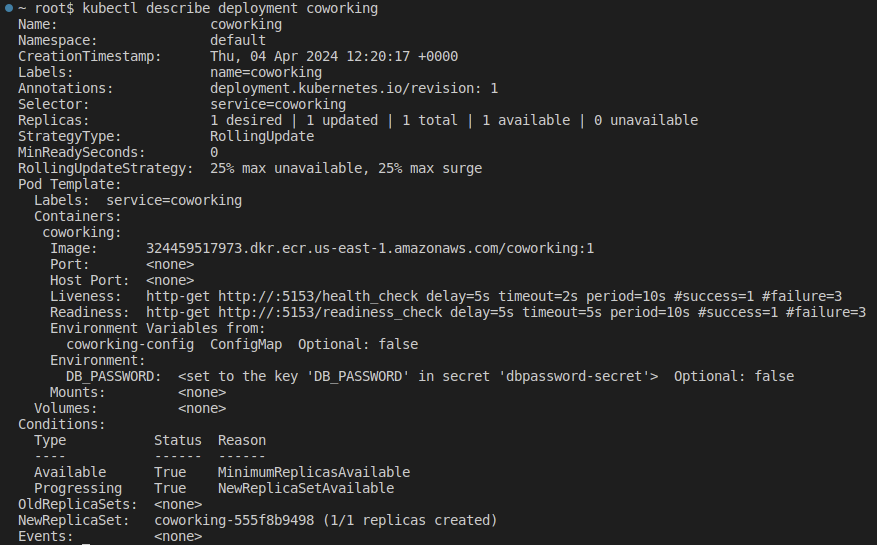 ~ root$ kubectl describe deployment coworking
Name:                   coworking
Namespace:              default
CreationTimestamp:      Thu, 04 Apr 2024 12:20:17 +0000
Labels:                 name=coworking
Annotations:            deployment.kubernetes.io/revision: 1
Selector:               service=coworking
Replicas:               1 desired | 1 updated | 1 total | 1 available | 0 unavailable
StrategyType:           RollingUpdate
MinReadySeconds:        0
RollingUpdateStrategy:  25% max unavailable, 25% max surge
Pod Template:
  Labels:  service=coworking
  Containers:
   coworking:
    Image:      324459517973.dkr.ecr.us-east-1.amazonaws.com/coworking:1
    Port:       <none>
    Host Port:  <none>
    Liveness:   http-get http://:5153/health_check delay=5s timeout=2s period=10s #success=1 #failure=3
    Readiness:  http-get http://:5153/readiness_check delay=5s timeout=5s period=10s #success=1 #failure=3
    Environment Variables from:
      coworking-config  ConfigMap  Optional: false
    Environment:
      DB_PASSWORD:  <set to the key 'DB_PASSWORD' in secret 'dbpassword-secret'>  Optional: false
    Mounts:         <none>
  Volumes:          <none>
Conditions:
  Type           Status  Reason
  ----           ------  ------
  Available      True    MinimumReplicasAvailable
  Progressing    True    NewReplicaSetAvailable
OldReplicaSets:  <none>
NewReplicaSet:   coworking-555f8b9498 (1/1 replicas created)
Events:          <none>